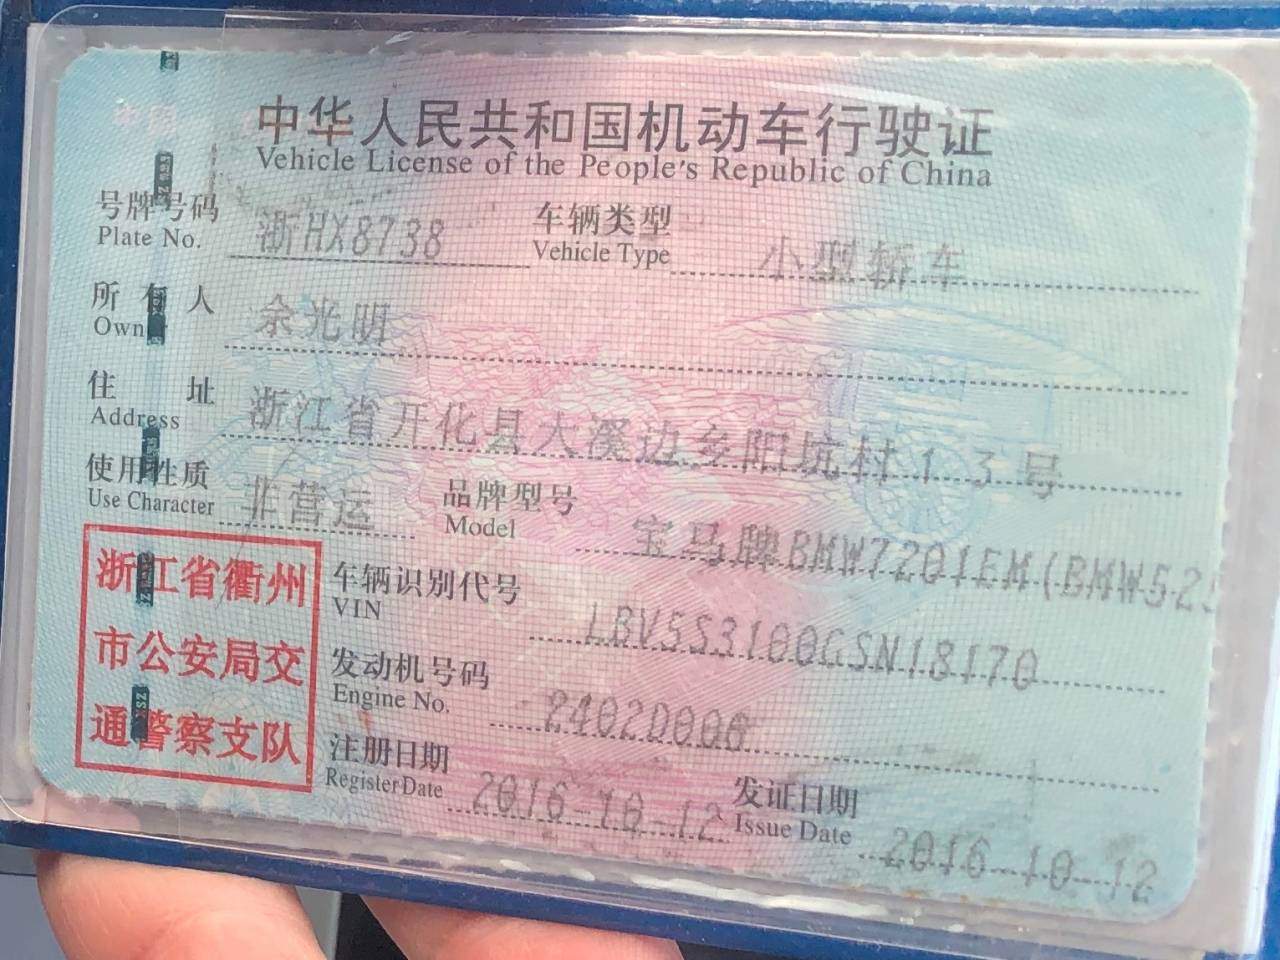 中华人民共和国机动车行驶证
Vehicle License of the People's Republic of China
号牌号码 浙HX8738 车辆类型 小型轿车
Plate No. Vehicle Type
所有人 余光明
Owner
住址 浙江省开化县大溪边乡阳坑村13号
Address
使用性质 非营运 品牌型号 宝马牌BMW7201EM(BMW525
Use Character Model
浙江省衢州
市公安局交
通警察支队
车辆识别代号 LBV5S3100GSN18170
VIN
发动机号码 2402D006
Engine No.
注册日期 2016-10-12 发证日期 2016-10-12
Register Date Issue Date